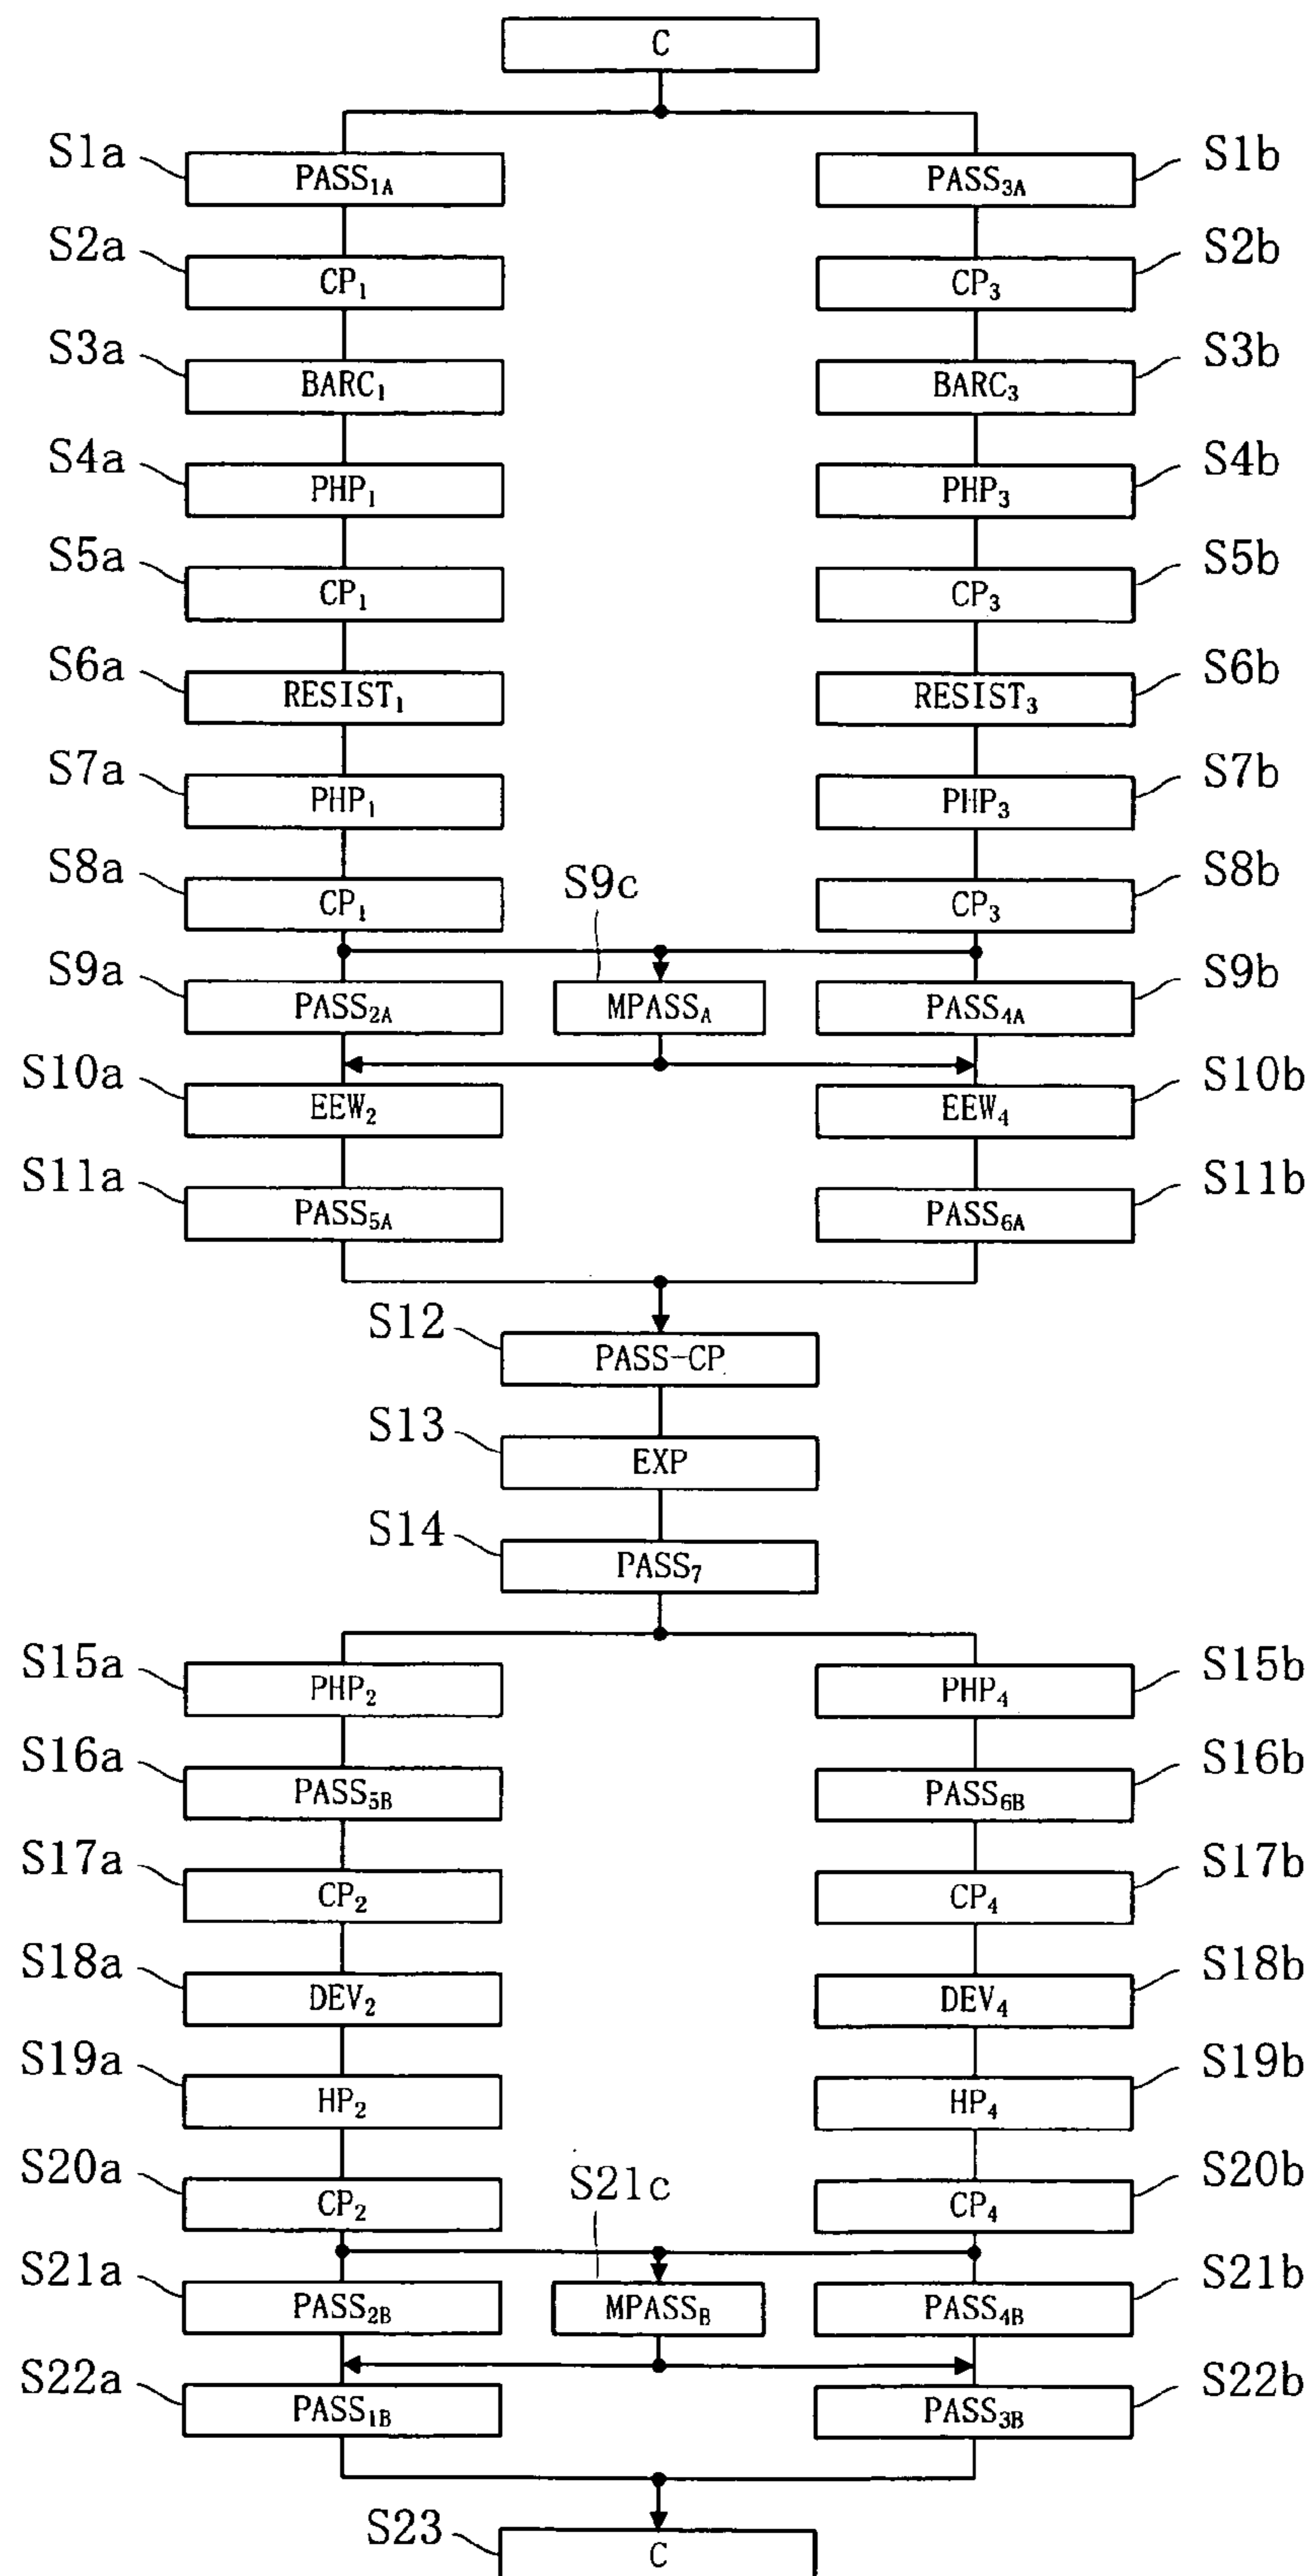 C
S1a PASS1A PASS3A S1b
S2a CP1 CP3 S2b
S3a BARC1 BARC3 S3b
S4a PHP1 PHP3 S4b
S5a CP1 CP3 S5b
S6a RESIST1 RESIST3 S6b
S7a PHP1 PHP3 S7b
S8a CP1 S9c CP3 S8b
S9a PASS2A MPASSA PASS4A S9b
S10a EEW2 EEW4 S10b
S11a PASS5A PASS6A S11b
S12 PASS-CP
S13 EXP
S14 PASS7
S15a PHP2 PHP4 S15b
S16a PASS5B PASS6B S16b
S17a CP2 CP4 S17b
S18a DEV2 DEV4 S18b
S19a HP2 HP4 S19b
S20a CP2 S21c CP4 S20b
S21a PASS2B MPASSB PASS4B S21b
S22a PASS1B PASS3B S22b
S23 C